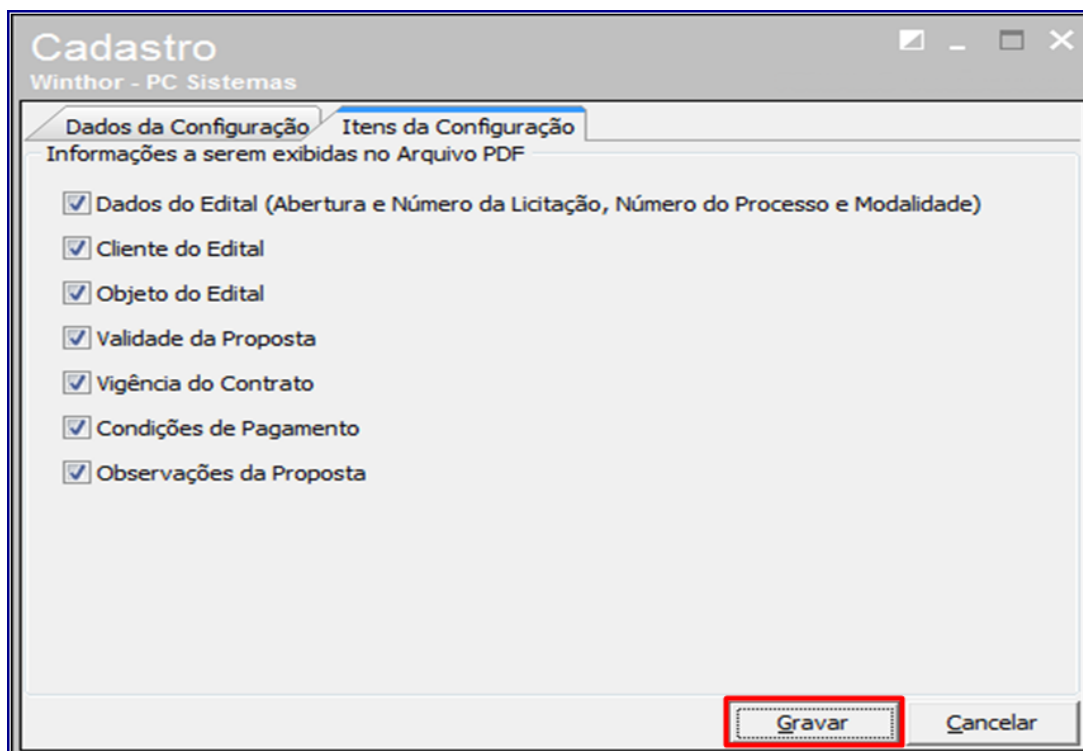 Cadastro
Winthor - PC Sistemas
Dados da Configuração Itens da Configuração
Informações a serem exibidas no Arquivo PDF
Dados do Edital (Abertura e Número da Licitação, Número do Processo e Modalidade)
Cliente do Edital
Objeto do Edital
Validade da Proposta
Vigência do Contrato
Condições de Pagamento
Observações da Proposta
Gravar Cancelar